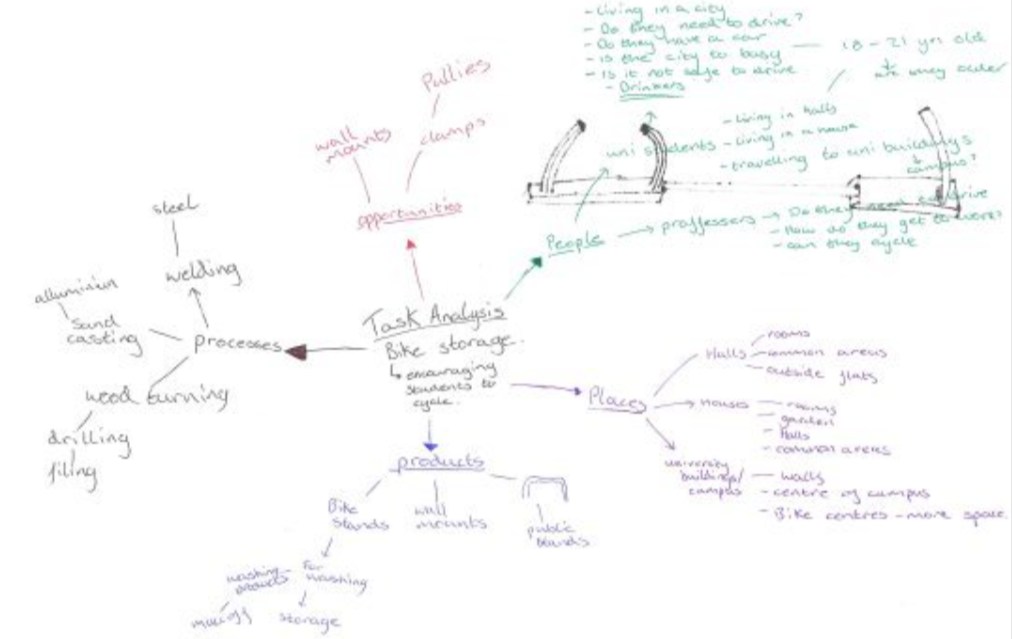 - Living in a city
- Do they need to drive?
- Do they have a car
- is the city to busy
- Is it not safe to drive
- Drinkers
18 - 21 yrs old
are they older
Pullies
wall
mounts
clamps
opportunities
- Living in halls
- Living in a house
- travelling to uni buildings
campus?
uni students
People
proffessers
Do they need to drive
- How do they get to work?
- can they cycle
steel
welding
alluminium
Sand
casting
processes
wood turning
drilling
filing
Task Analysis
Bike storage.
encouraging
students to
cycle.
Places
Halls
rooms
common areas
outside flats
Houses
rooms
garden
Halls
common areas
university
buildings/
campus
walls
- centre of campus
- Bike centres - more space.
products
Bike
stands
wall
mounts
public
stands
washing
products
For
washing
storage